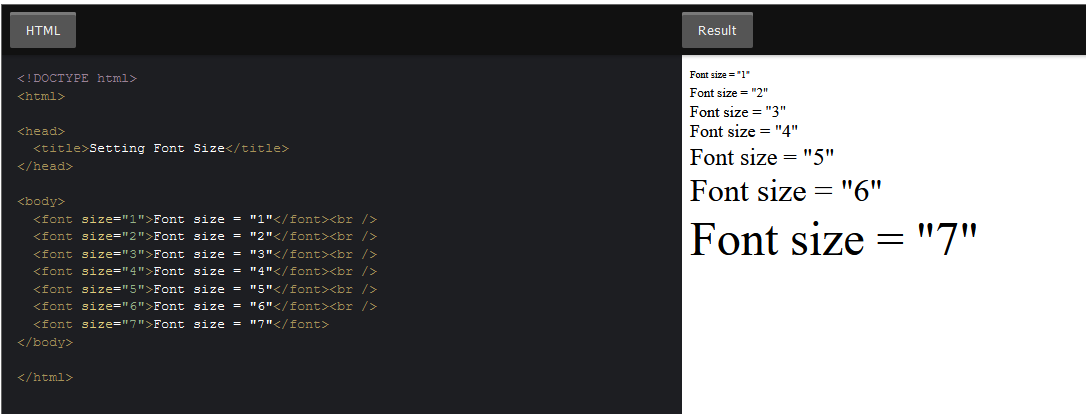 HTML
<!DOCTYPE html>
<html>
<head>
<title>Setting Font Size</title>
</head>
<body>
<font size="1">Font size = "1"</font><br />
<font size="2">Font size = "2"</font><br />
<font size="3">Font size = "3"</font><br />
<font size="4">Font size = "4"</font><br />
<font size="5">Font size = "5"</font><br />
<font size="6">Font size = "6"</font><br />
<font size="7">Font size = "7"</font>
</body>
</html>
Result
Font size = "1"
Font size = "2"
Font size = "3"
Font size = "4"
Font size = "5"
Font size = "6"
Font size = "7"